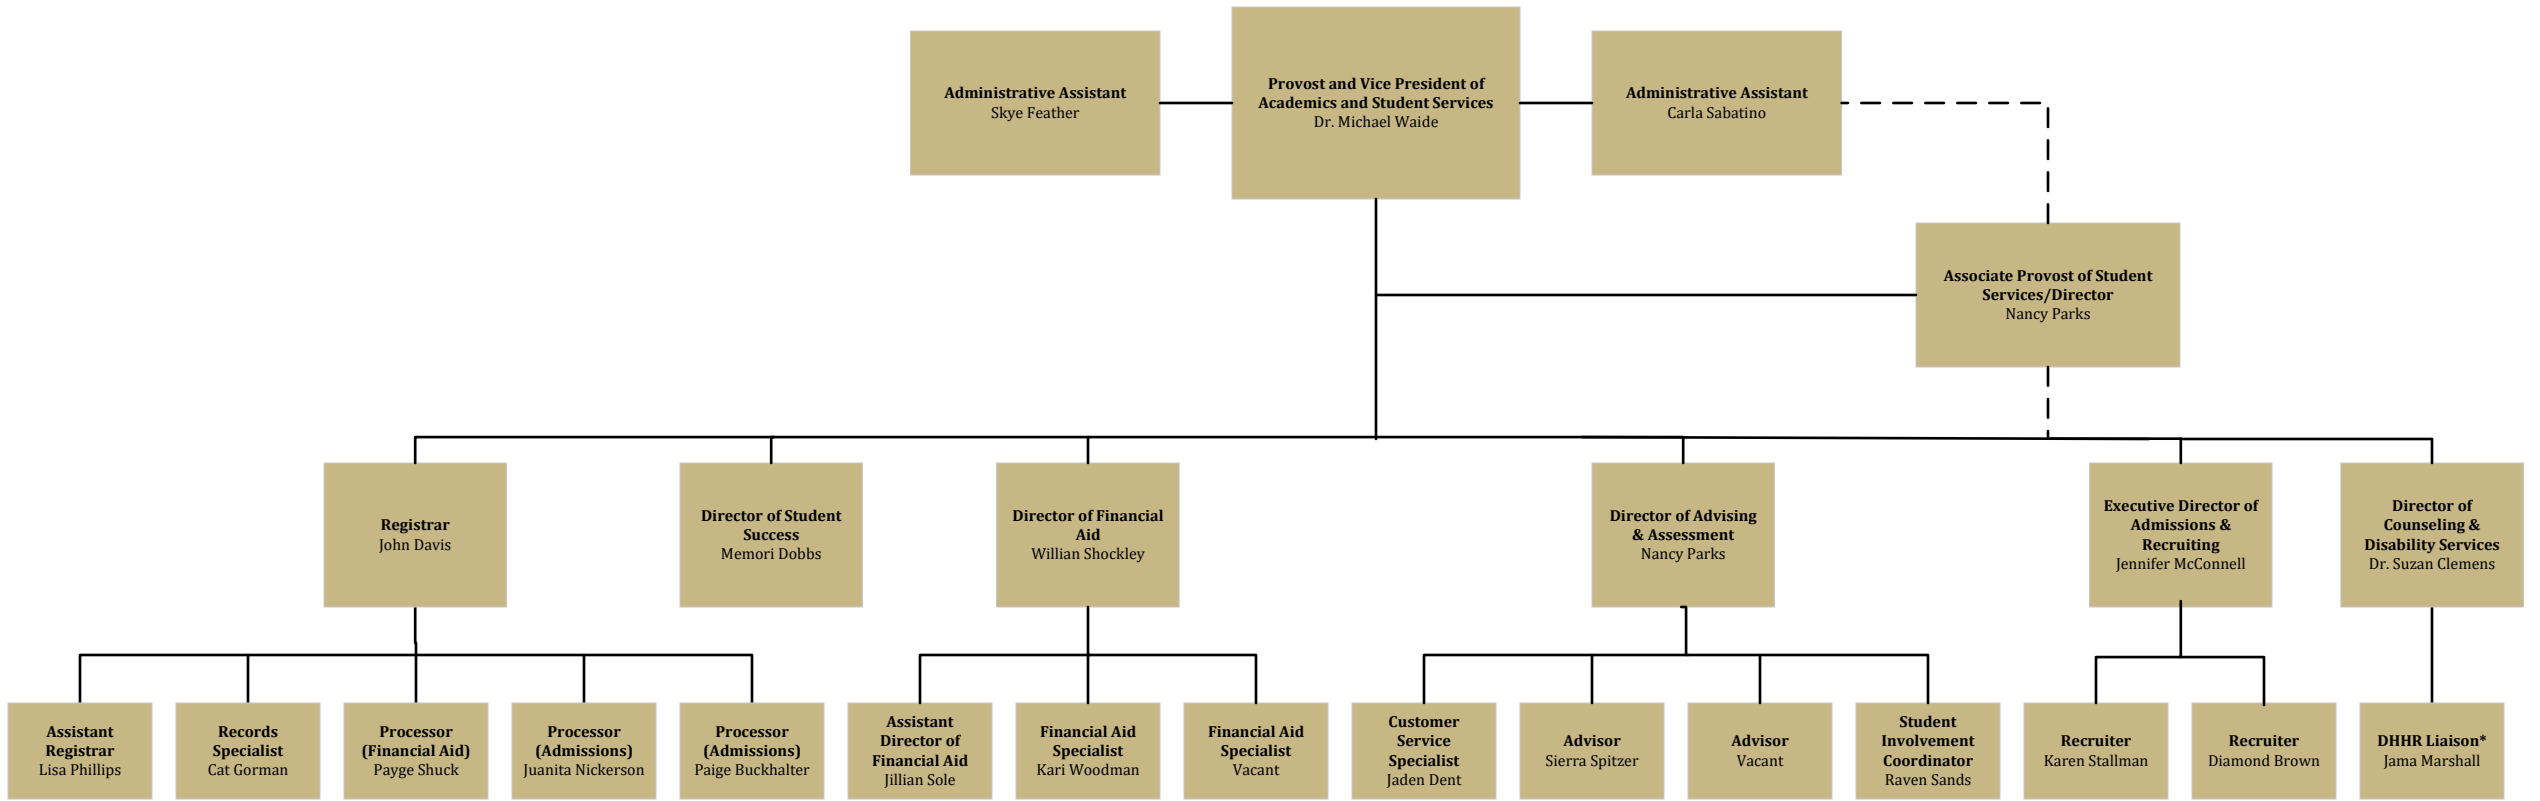 Administrative Assistant
Skye Feather
Provost and Vice President of
Academics and Student Services
Dr. Michael Waide
Administrative Assistant
Carla Sabatino
Associate Provost of Student
Services/Director
Nancy Parks
Registrar
John Davis
Director of Student
Success
Memori Dobbs
Director of Financial
Aid
Willian Shockley
Director of Advising
& Assessment
Nancy Parks
Executive Director of
Admissions &
Recruiting
Jennifer McConnell
Director of
Counseling &
Disability Services
Dr. Suzan Clemens
Assistant
Registrar
Lisa Phillips
Records
Specialist
Cat Gorman
Processor
(Financial Aid)
Payge Shuck
Processor
(Admissions)
Juanita Nickerson
Processor
(Admissions)
Paige Buckhalter
Assistant
Director of
Financial Aid
Jillian Sole
Financial Aid
Specialist
Kari Woodman
Financial Aid
Specialist
Vacant
Customer
Service
Specialist
Jaden Dent
Advisor
Sierra Spitzer
Advisor
Vacant
Student
Involvement
Coordinator
Raven Sands
Recruiter
Karen Stallman
Recruiter
Diamond Brown
DHHR Liaison*
Jama Marshall